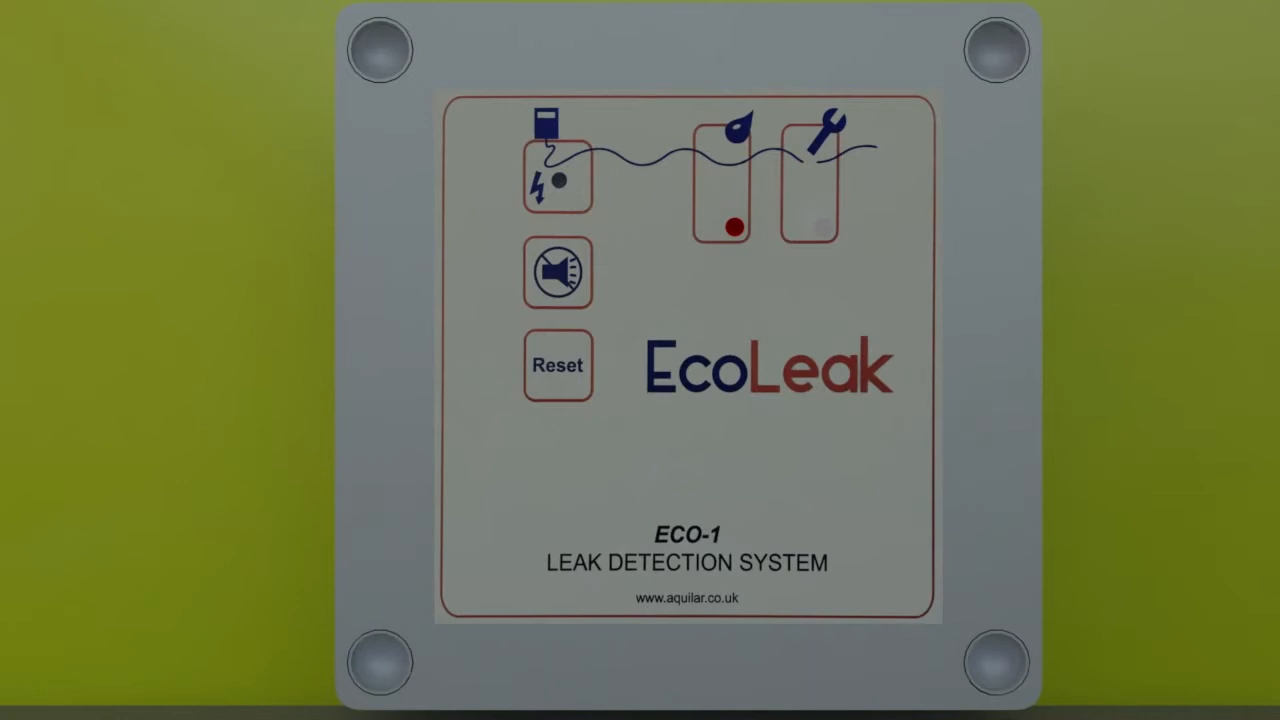 Reset
EcoLeak
ECO-1
LEAK DETECTION SYSTEM
www.aquilar.co.uk